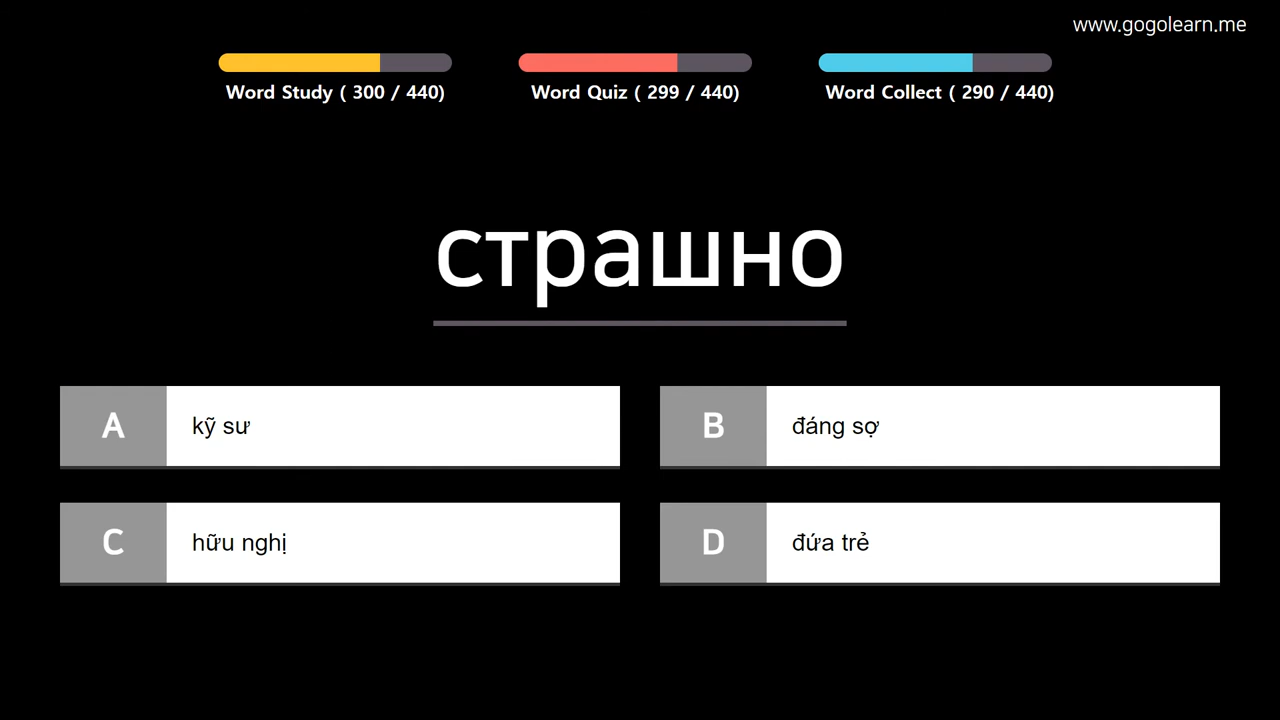 www.gogolearn.me
Word Study ( 300 / 440)
Word Quiz ( 299 / 440)
Word Collect ( 290 / 440)
страшно
A kỹ sư
B đáng sợ
C hữu nghị
D đứa trẻ